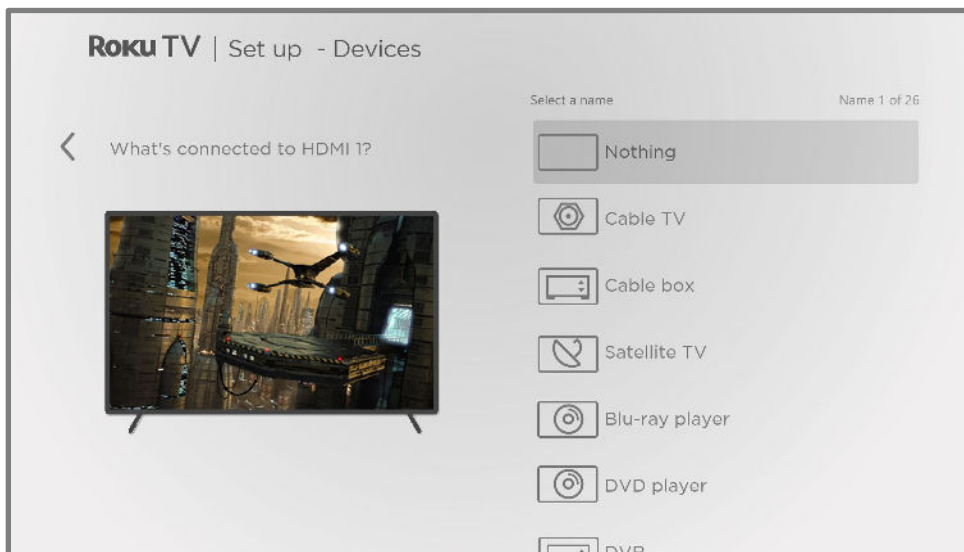 Roku TV | Set up - Devices
Select a name
Name 1 of 26
What's connected to HDMI 1?
Nothing
Cable TV
Cable box
Satellite TV
Blu-ray player
DVD player
DVR